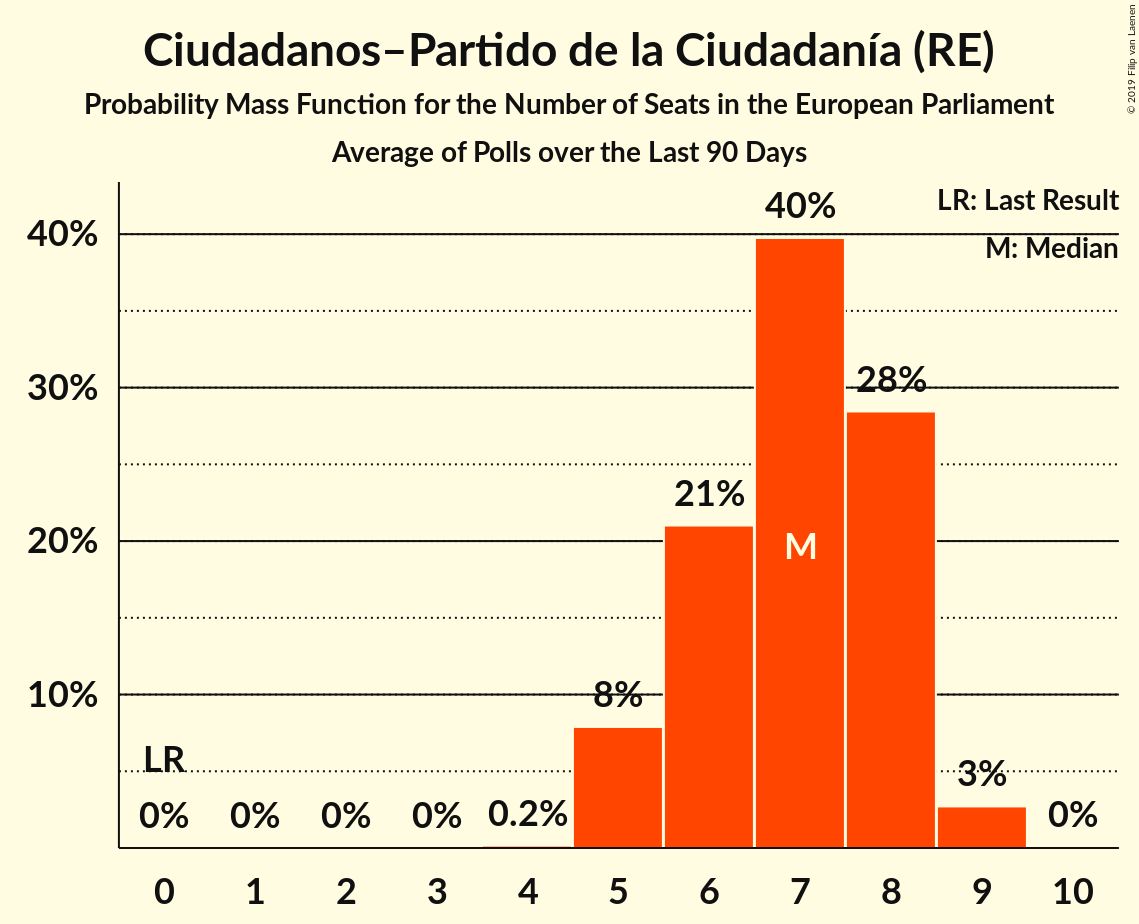 Ciudadanos–Partido de la Ciudadanía (RE)
Probability Mass Function for the Number of Seats in the European Parliament
Average of Polls over the Last 90 Days
© 2019 Filip van Laenen
LR: Last Result
M: Median
40%
30%
20%
10%
LR
0%
0%
0%
0%
0.2%
8%
21%
40%
M
28%
3%
0%
0 1 2 3 4 5 6 7 8 9 10